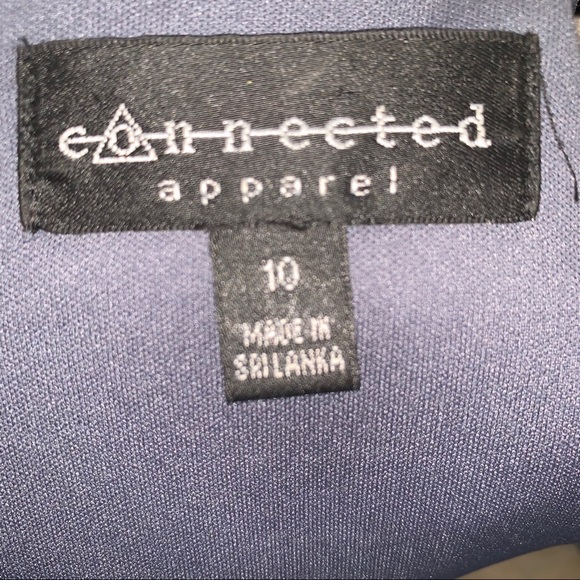 connected
apparel
10
MADE IN
SRI LANKA